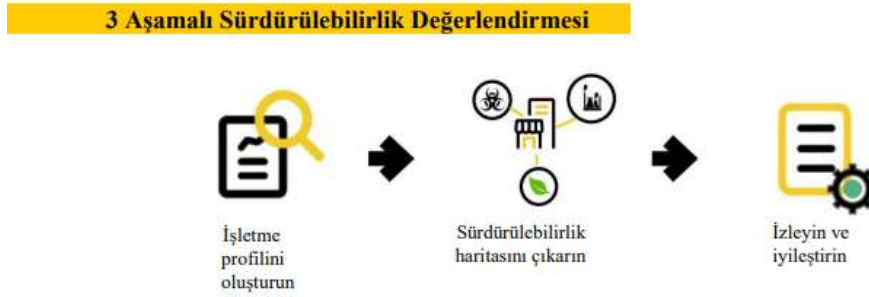 3 Aşamalı Sürdürülebilirlik Değerlendirmesi
İşletme
profilini
oluşturun
Sürdürülebilirlik
haritasını çıkarın
İzleyin ve
iyileştirin